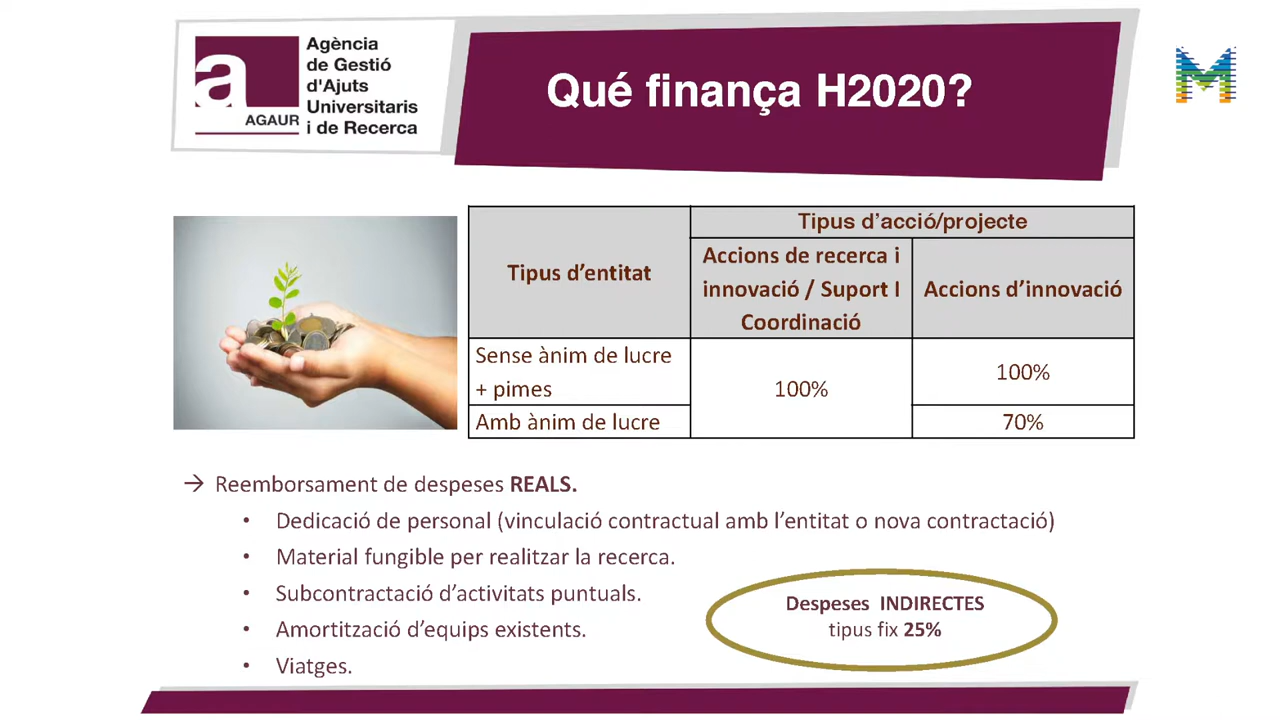 Agència
de Gestió
d'Ajuts
Universitaris
i de Recerca
a
AGAUR
Qué finança H2020?
M
Tipus d'entitat
Tipus d'acció/projecte
Accions de recerca i
innovació / Suport I
Coordinació
Accions d'innovació
Sense ànim de lucre
+ pimes
100%
100%
Amb ànim de lucre
70%
→ Reemborsament de despeses REALS.
• Dedicació de personal (vinculació contractual amb l'entitat o nova contractació)
• Material fungible per realitzar la recerca.
• Subcontractació d'activitats puntuals.
• Amortització d'equips existents.
• Viatges.
Despeses INDIRECTES
tipus fix 25%